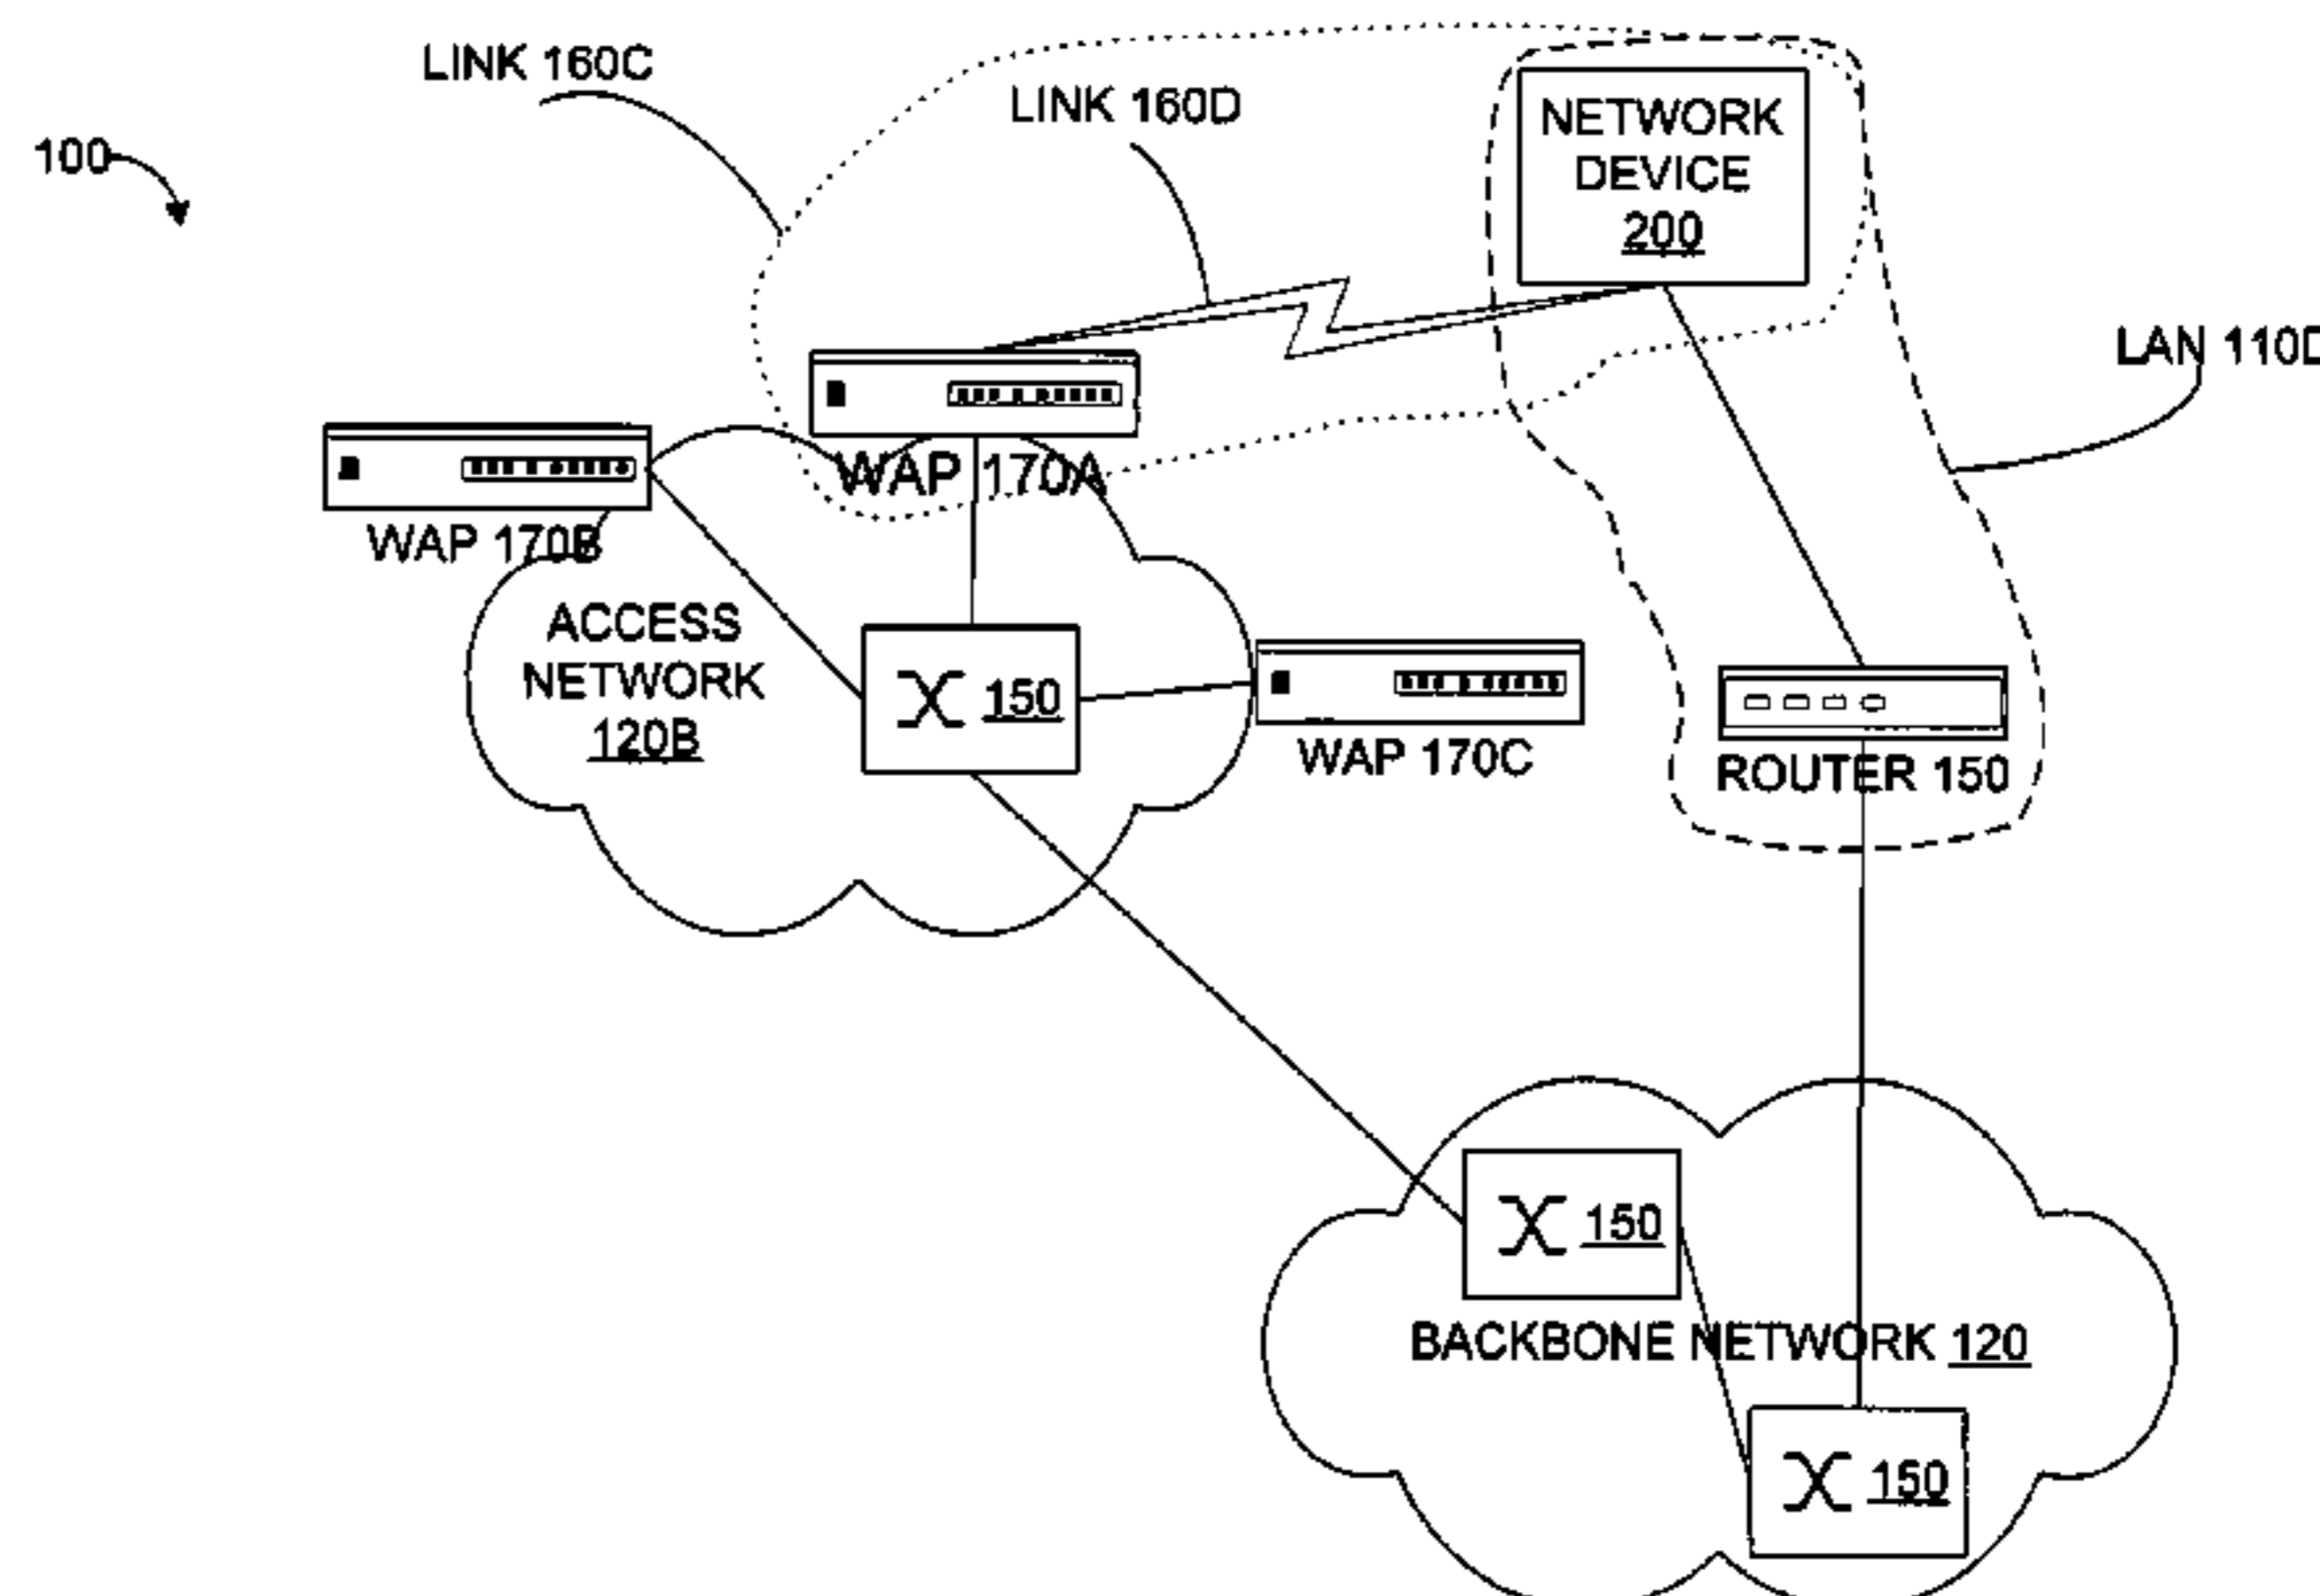 LINK 160C
LINK 160D
100
NETWORK
DEVICE
200
LAN 110D
WAP 170A
WAP 170B
ACCESS
NETWORK
120B
150
WAP 170C
ROUTER 150
150
BACKBONE NETWORK 120
150